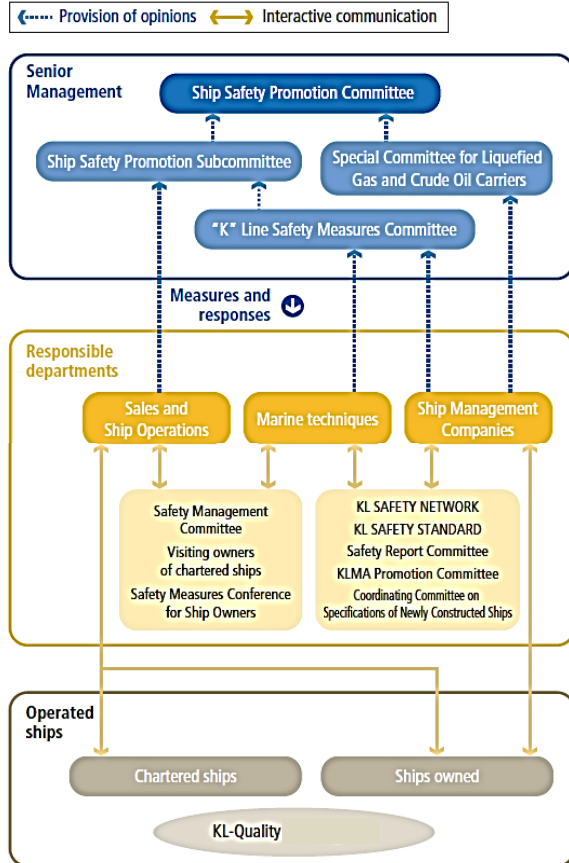 Provision of opinions
Interactive communication
Senior
Management
Ship Safety Promotion Committee
Ship Safety Promotion Subcommittee
Special Committee for Liquefied
Gas and Crude Oil Carriers
"K" Line Safety Measures Committee
Measures and
responses
Responsible
departments
Sales and
Ship Operations
Marine techniques
Ship Management
Companies
Safety Management
Committee
Visiting owners
of chartered ships
Safety Measures Conference
for Ship Owners
KL SAFETY NETWORK
KL SAFETY STANDARD
Safety Report Committee
KLMA Promotion Committee
Coordinating Committee on
Specifications of Newly Constructed Ships
Operated
ships
Chartered ships
Ships owned
KL-Quality